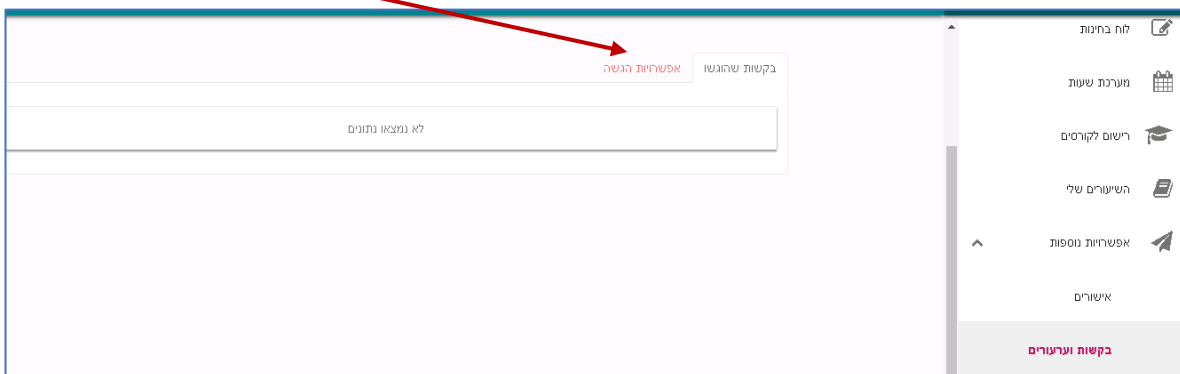 לוח בחינות
מערכת שעות
רישום לקורסים
השיעורים שלי
אפשרויות נוספות
אישורים
בקשות וערעורים
בקשות שהוגשו
אפשרויות הגשה
לא נמצאו נתונים